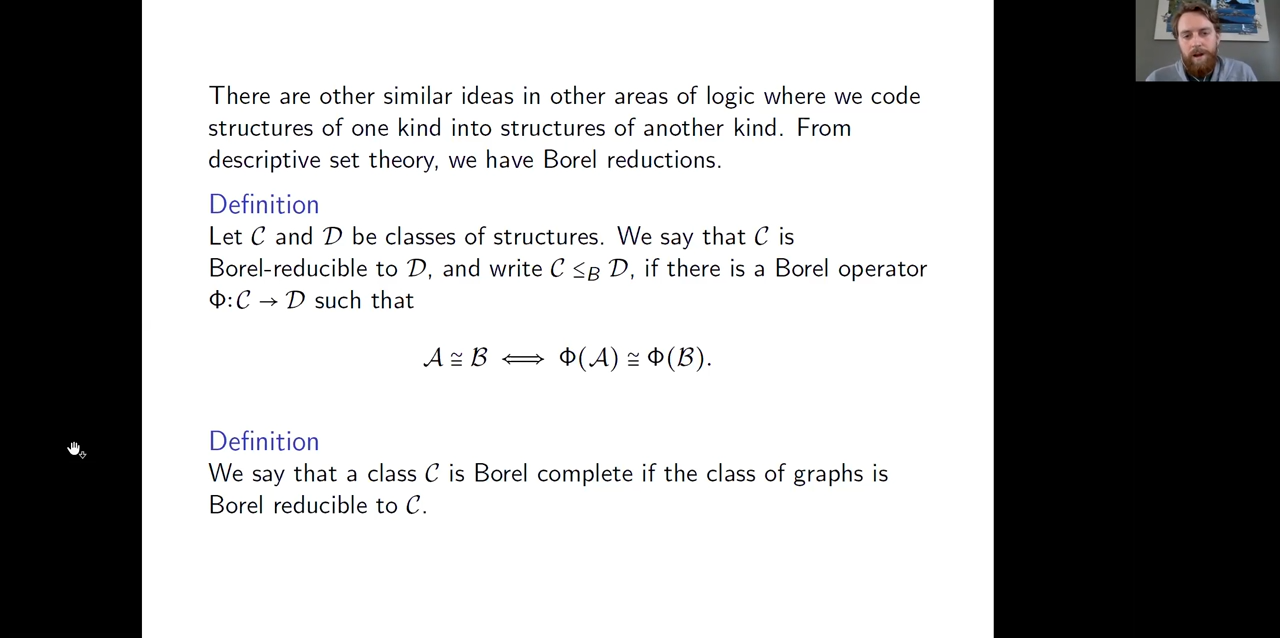 There are other similar ideas in other areas of logic where we code
structures of one kind into structures of another kind. From
descriptive set theory, we have Borel reductions.
Definition
Let 𝒞 and 𝒟 be classes of structures. We say that 𝒞 is
Borel-reducible to 𝒟, and write 𝒞 ≤_B 𝒟, if there is a Borel operator
Φ: 𝒞 → 𝒟 such that
𝒜 ≅ ℬ ⟺ Φ(𝒜) ≅ Φ(ℬ).
Definition
We say that a class 𝒞 is Borel complete if the class of graphs is
Borel reducible to 𝒞.